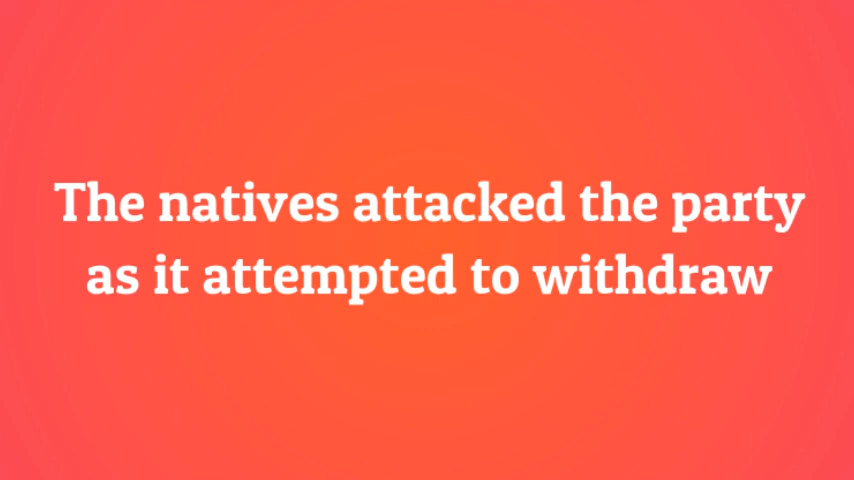 The natives attacked the party
as it attempted to withdraw